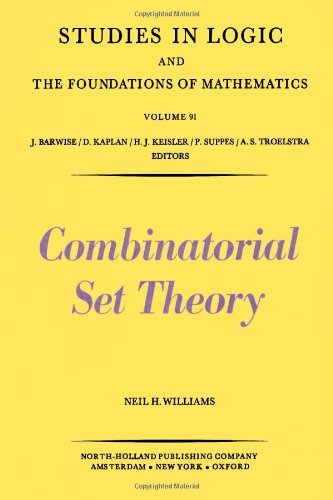 STUDIES IN LOGIC
AND
THE FOUNDATIONS OF MATHEMATICS
VOLUME 91
J. BARWISE / D. KAPLAN / H. J. KEISLER / P. SUPPES / A. S. TROELSTRA
EDITORS
Combinatorial
Set Theory
NEIL H. WILLIAMS
NORTH-HOLLAND PUBLISHING COMPANY
AMSTERDAM • NEW YORK • OXFORD